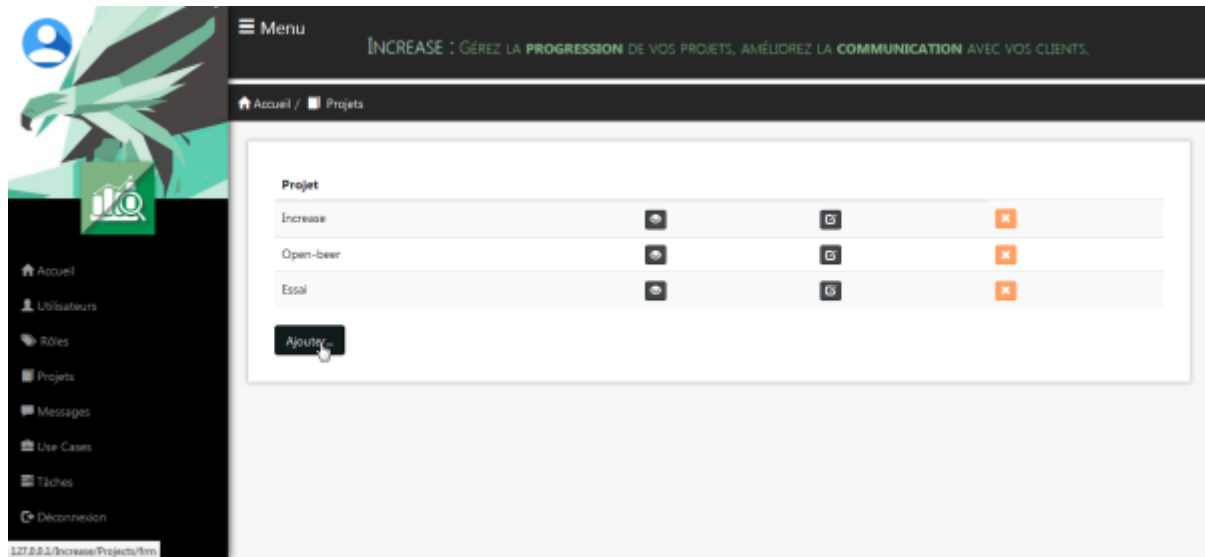 Menu
INCREASE : GÉREZ LA PROGRESSION DE VOS PROJETS, AMÉLIOREZ LA COMMUNICATION AVEC VOS CLIENTS.
Accueil / Projets
Projet
Increase
Open-beer
Essai
Ajouter...
Accueil
Utilisateurs
Rôles
Projets
Messages
Use Cases
Tâches
Déconnexion
127.0.0.1/Increase/Projects/frm